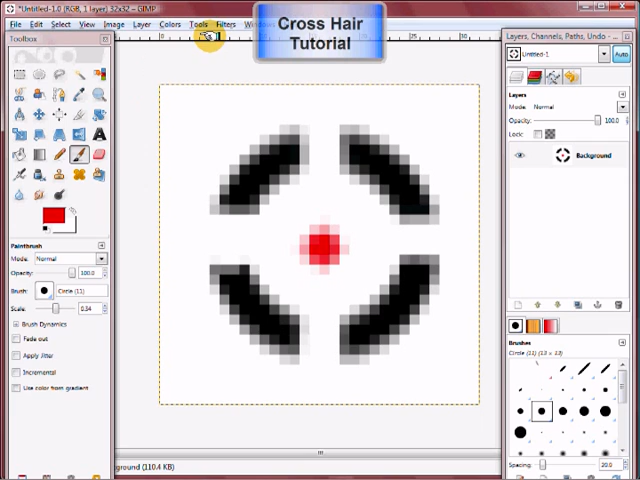 *Untitled-1.0 (RGB, 1 layer) 32x32 – GIMP
File Edit Select View Image Layer Colors Tools Filters Windows
Cross Hair
Tutorial
Toolbox
Paintbrush
Mode: Normal
Opacity: 100.0
Brush: Circle (11)
Scale: 0.34
Brush Dynamics
Fade out
Apply Jitter
Incremental
Use color from gradient
ground (110.4 KB)
Layers, Channels, Paths, Undo -
Untitled-1
Auto
Layers
Mode: Normal
Opacity: 100.0
Lock:
Background
Brushes
Circle (11) (13 × 13)
Spacing: 20.0